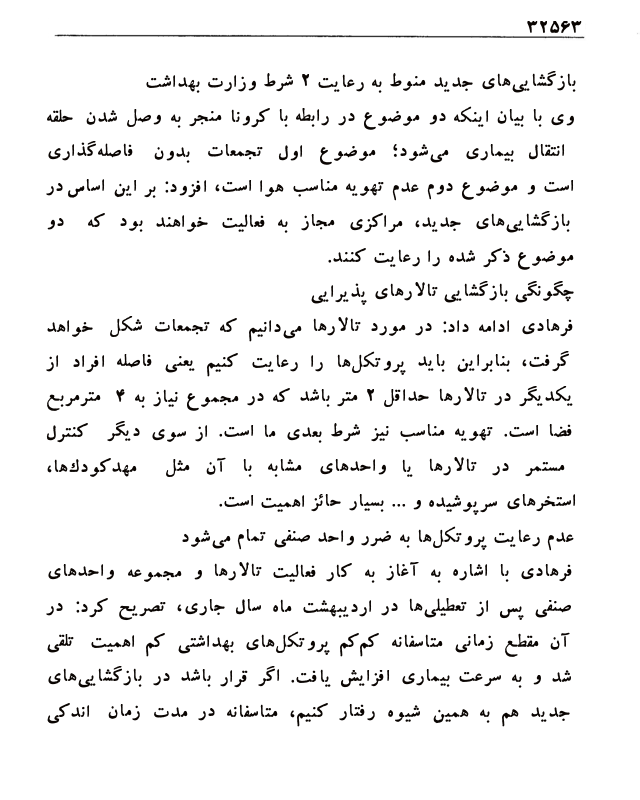 ۳۲۵۶۳
بازگشایی‌های جدید منوط به رعایت ۲ شرط وزارت بهداشت
وی با بیان اینکه دو موضوع در رابطه با کرونا منجر به وصل شدن حلقه
انتقال بیماری می‌شود؛ موضوع اول تجمعات بدون فاصله‌گذاری
است و موضوع دوم عدم تهویه مناسب هوا است، افزود: بر این اساس در
بازگشایی‌های جدید، مراکزی مجاز به فعالیت خواهند بود که دو
موضوع ذکر شده را رعایت کنند.
چگونگی بازگشایی تالارهای پذیرایی
فرهادی ادامه داد: در مورد تالارها می‌دانیم که تجمعات شکل خواهد
گرفت، بنابراین باید پروتکل‌ها را رعایت کنیم یعنی فاصله افراد از
یکدیگر در تالارها حداقل ۲ متر باشد که در مجموع نیاز به ۴ مترمربع
فضا است. تهویه مناسب نیز شرط بعدی ما است. از سوی دیگر کنترل
مستمر در تالارها یا واحدهای مشابه با آن مثل مهدکودك‌ها،
استخرهای سرپوشیده و ... بسیار حائز اهمیت است.
عدم رعایت پروتکل‌ها به ضرر واحد صنفی تمام می‌شود
فرهادی با اشاره به آغاز به کار فعالیت تالارها و مجموعه واحدهای
صنفی پس از تعطیلی‌ها در اردیبهشت ماه سال جاری، تصریح کرد: در
آن مقطع زمانی متاسفانه کم‌کم پروتکل‌های بهداشتی کم اهمیت تلقی
شد و به سرعت بیماری افزایش یافت. اگر قرار باشد در بازگشایی‌های
جدید هم به همین شیوه رفتار کنیم، متاسفانه در مدت زمان اندکی